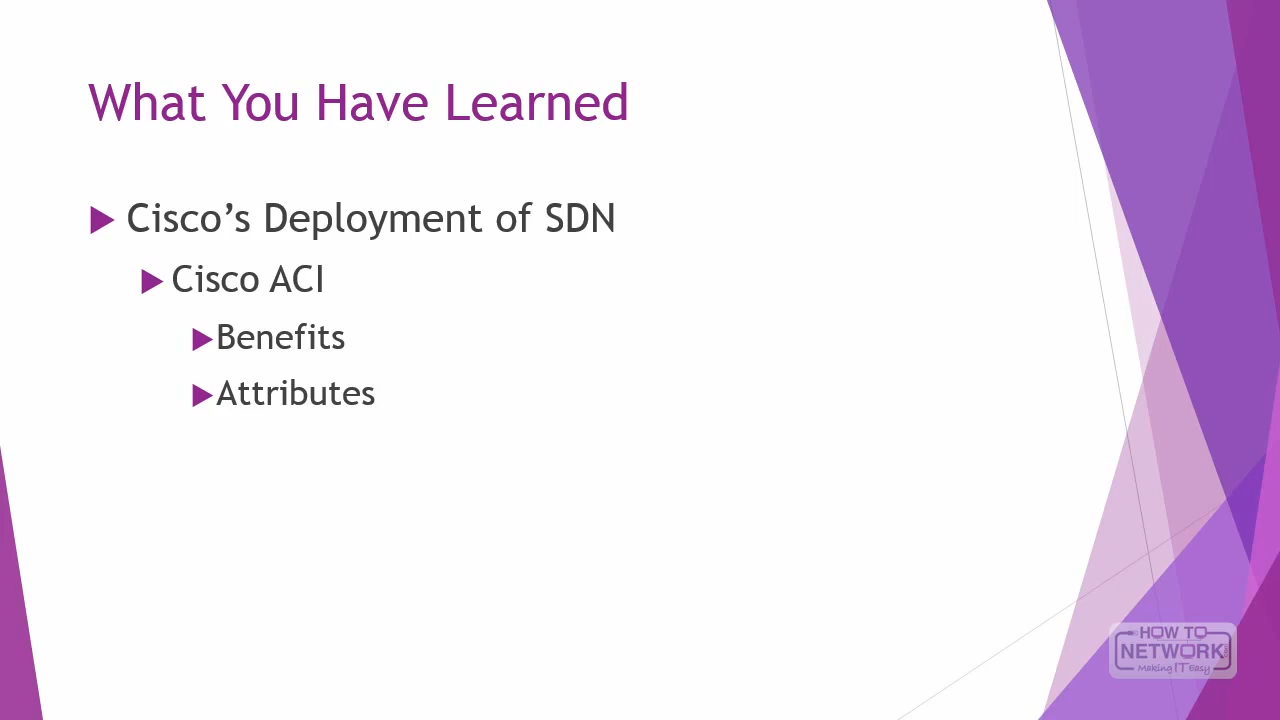 What You Have Learned
Cisco’s Deployment of SDN
Cisco ACI
Benefits
Attributes
HOW TO
NETWORK
Making IT Easy